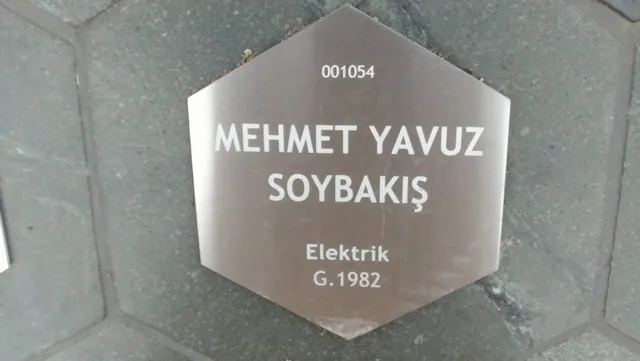 001054
MEHMET YAVUZ
SOYBAKIŞ
Elektrik
G.1982